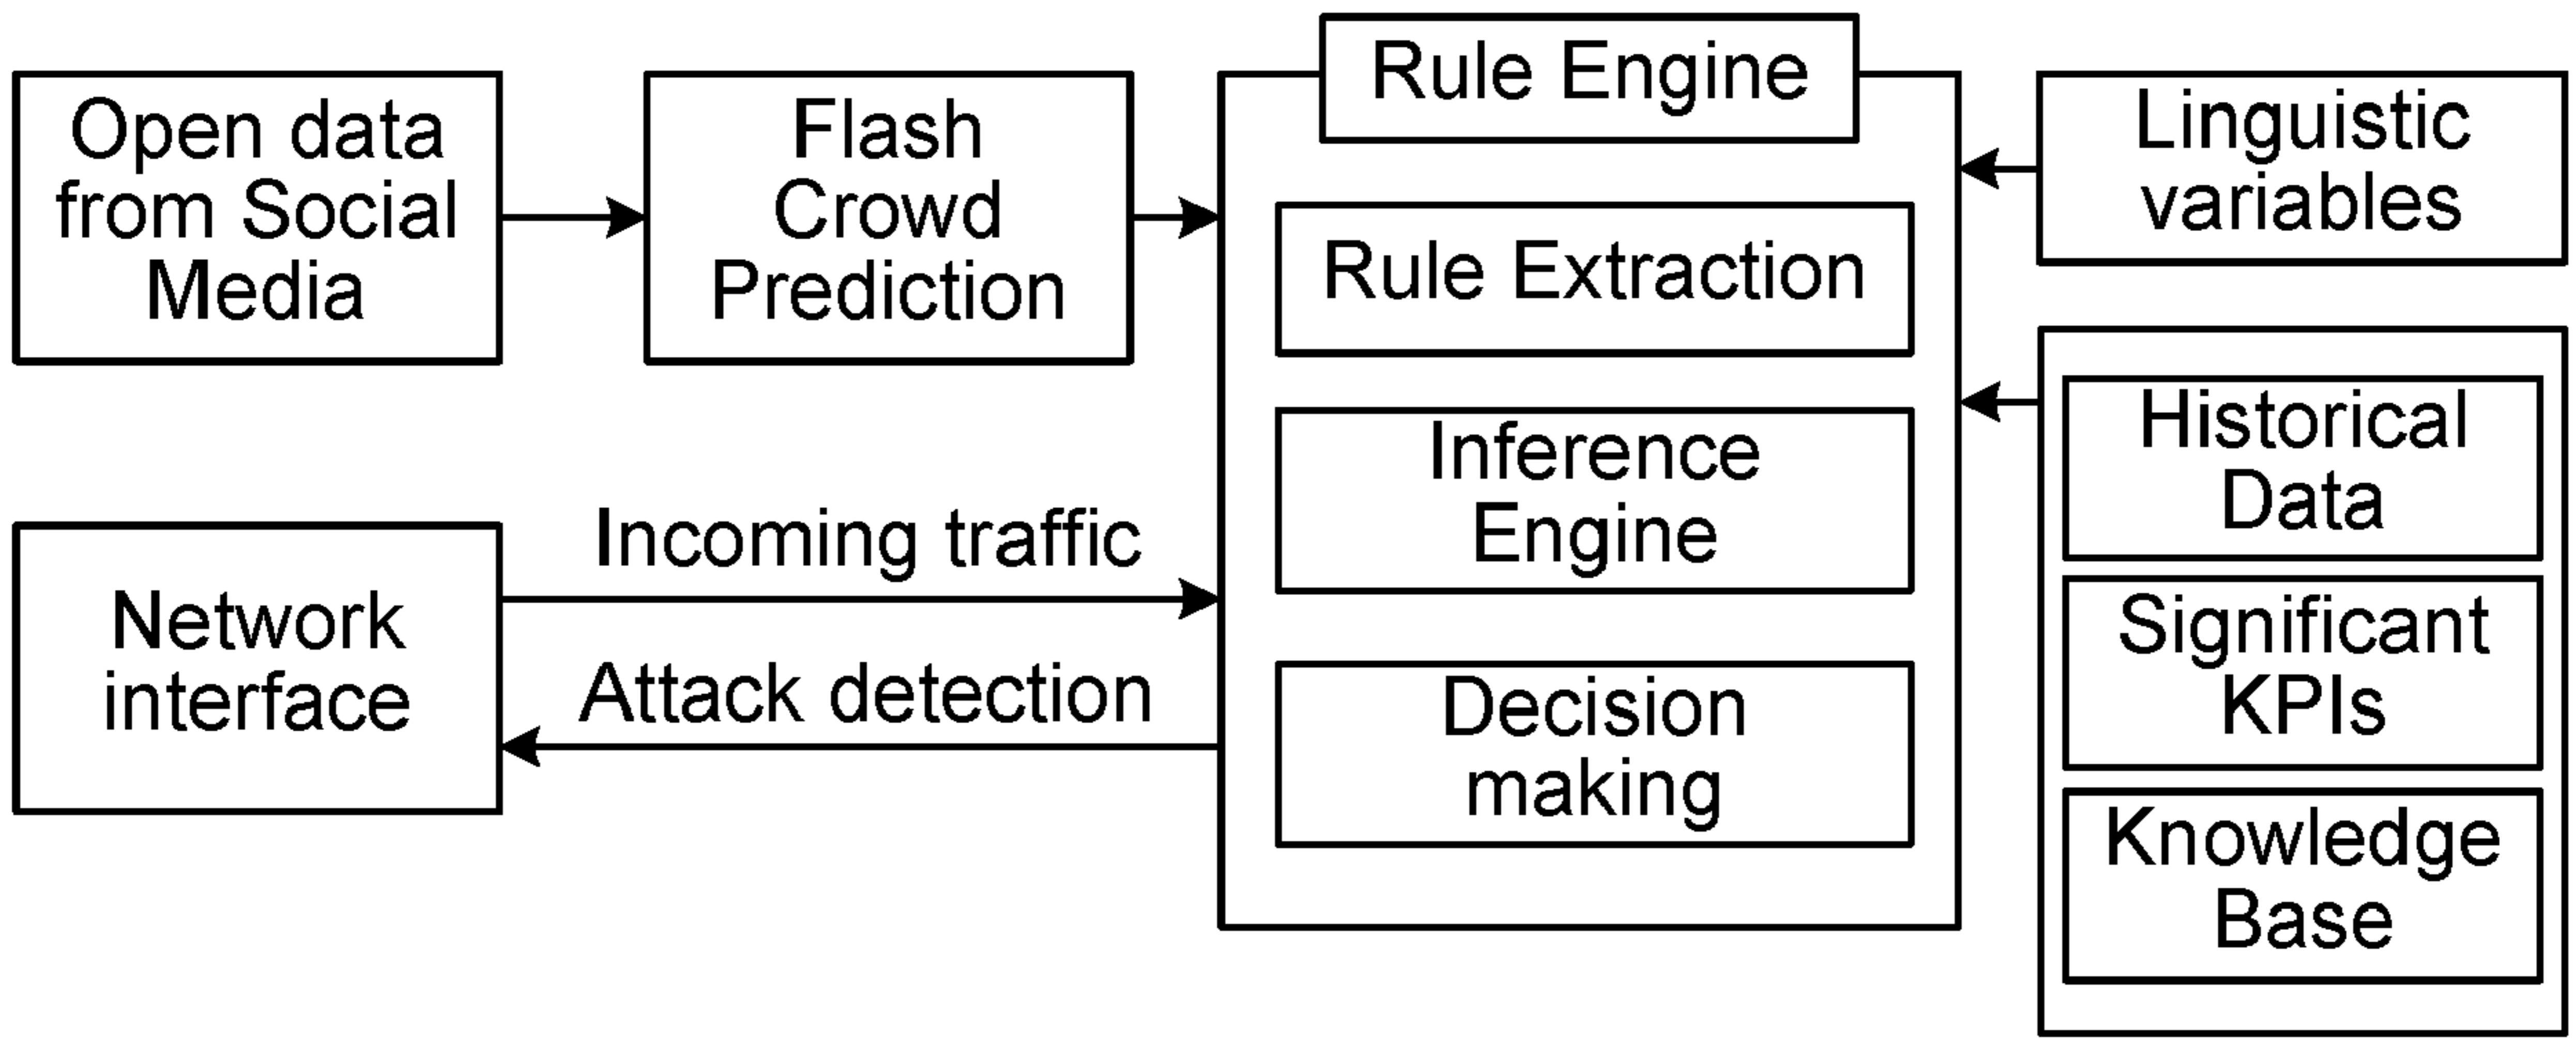 Open data
from Social
Media
Flash
Crowd
Prediction
Rule Engine
Rule Extraction
Inference
Engine
Decision
making
Linguistic
variables
Historical
Data
Significant
KPIs
Knowledge
Base
Network
interface
Incoming traffic
Attack detection